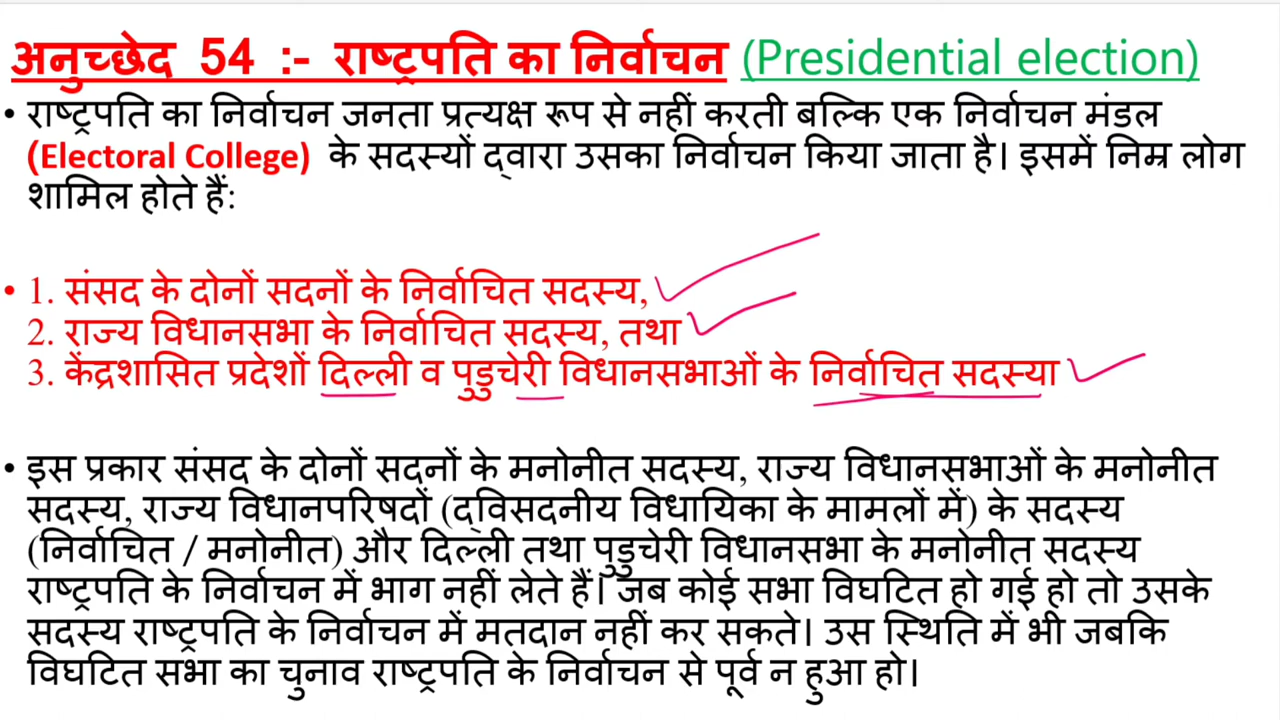 अनुच्छेद 54 :- राष्ट्रपति का निर्वाचन (Presidential election)
• राष्ट्रपति का निर्वाचन जनता प्रत्यक्ष रूप से नहीं करती बल्कि एक निर्वाचन मंडल
(Electoral College) के सदस्यों द्वारा उसका निर्वाचन किया जाता है। इसमें निम्र लोग
शामिल होते हैं:
• 1. संसद के दोनों सदनों के निर्वाचित सदस्य,
2. राज्य विधानसभा के निर्वाचित सदस्य, तथा
3. केंद्रशासित प्रदेशों दिल्ली व पुडुचेरी विधानसभाओं के निर्वाचित सदस्या
• इस प्रकार संसद के दोनों सदनों के मनोनीत सदस्य, राज्य विधानसभाओं के मनोनीत
सदस्य, राज्य विधानपरिषदों (द्विसदनीय विधायिका के मामलों में) के सदस्य
(निर्वाचित / मनोनीत) और दिल्ली तथा पुडुचेरी विधानसभा के मनोनीत सदस्य
राष्ट्रपति के निर्वाचन में भाग नहीं लेते हैं। जब कोई सभा विघटित हो गई हो तो उसके
सदस्य राष्ट्रपति के निर्वाचन में मतदान नहीं कर सकते। उस स्थिति में भी जबकि
विघटित सभा का चुनाव राष्ट्रपति के निर्वाचन से पूर्व न हुआ हो।